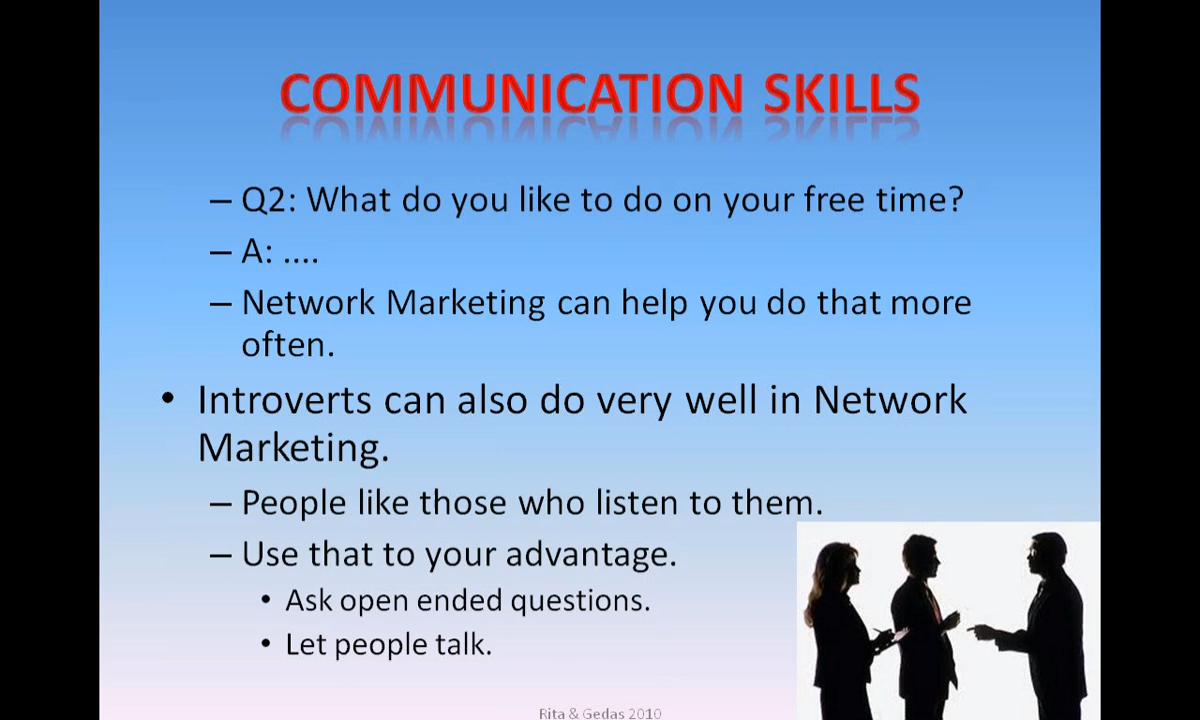 COMMUNICATION SKILLS
– Q2: What do you like to do on your free time?
– A: ....
– Network Marketing can help you do that more
often.
• Introverts can also do very well in Network
Marketing.
– People like those who listen to them.
– Use that to your advantage.
• Ask open ended questions.
• Let people talk.
Rita & Gedas 2010